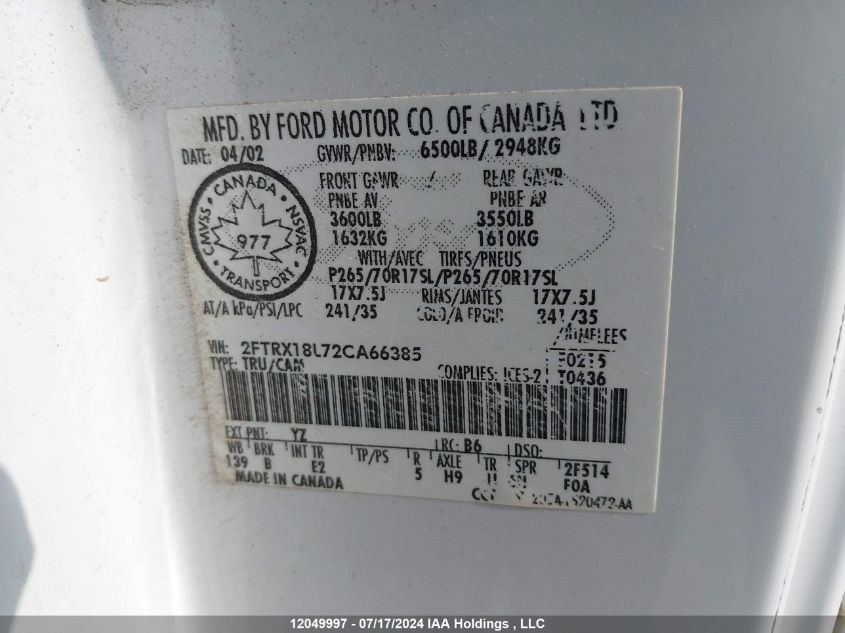 MFD. BY FORD MOTOR CO. OF CANADA LTD.
DATE: 04/02 GVWR/PNBV: 6500LB/ 2948KG
FRONT GAWR / REAR GAWR
PNBE AV PNBE AR
3600LB 3550LB
1632KG 1610KG
WITH/AVEC TIRES/PNEUS
P265/70R17SL/P265/70R17SL
17X7.5J RIMS/JANTES 17X7.5J
AT/A kPa/PSI/LPC 241/35 COLD/A FROID 241/35
CANADA
CMVSS NSVAC
977
TRANSPORT
/JUMELEES
VIN: 2FTRX18L72CA66385 F0215
TYPE: TRU/CAM COMPLIES: ICES-2 T0436
EXT PNT: YZ RC: B6 DSO:
WB BRK INT TR TP/PS R AXLE TR SPR 2F514
139 B E2 5 H9 F0A
MADE IN CANADA
12049997 - 07/17/2024 IAA Holdings , LLC